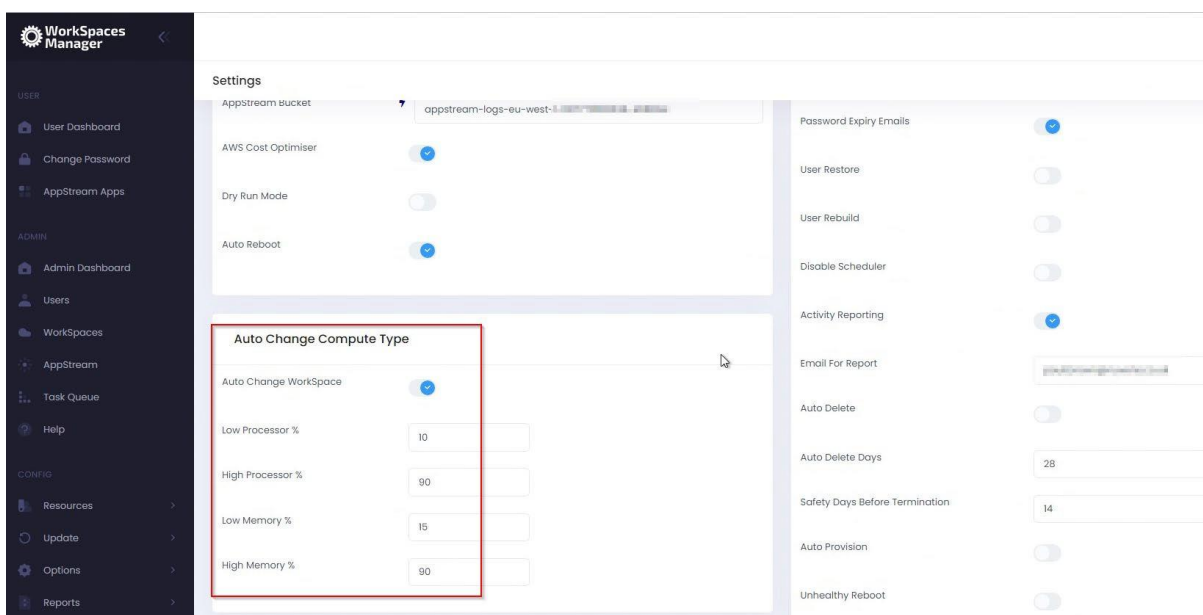 WorkSpaces
Manager
USER
User Dashboard
Change Password
AppStream Apps
ADMIN
Admin Dashboard
Users
WorkSpaces
AppStream
Task Queue
Help
CONFIG
Resources
Update
Options
Reports
Settings
AppStream Bucket
appstream-logs-eu-west-
AWS Cost Optimiser
Dry Run Mode
Auto Reboot
Auto Change Compute Type
Auto Change WorkSpace
Low Processor % 10
High Processor % 90
Low Memory % 15
High Memory % 90
Password Expiry Emails
User Restore
User Rebuild
Disable Scheduler
Activity Reporting
Email For Report
Auto Delete
Auto Delete Days 28
Safety Days Before Termination 14
Auto Provision
Unhealthy Reboot